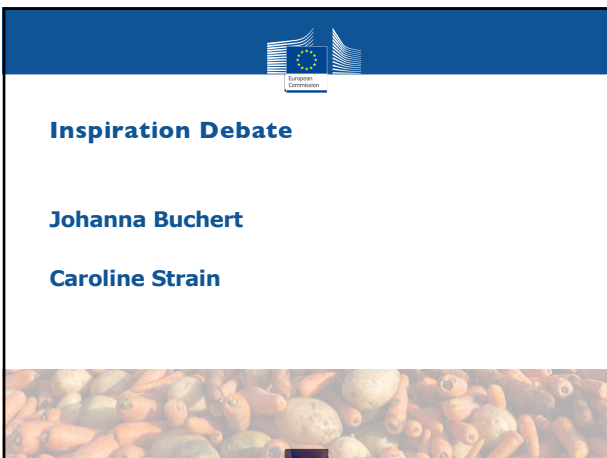 European
Commission
Inspiration Debate
Johanna Buchert
Caroline Strain